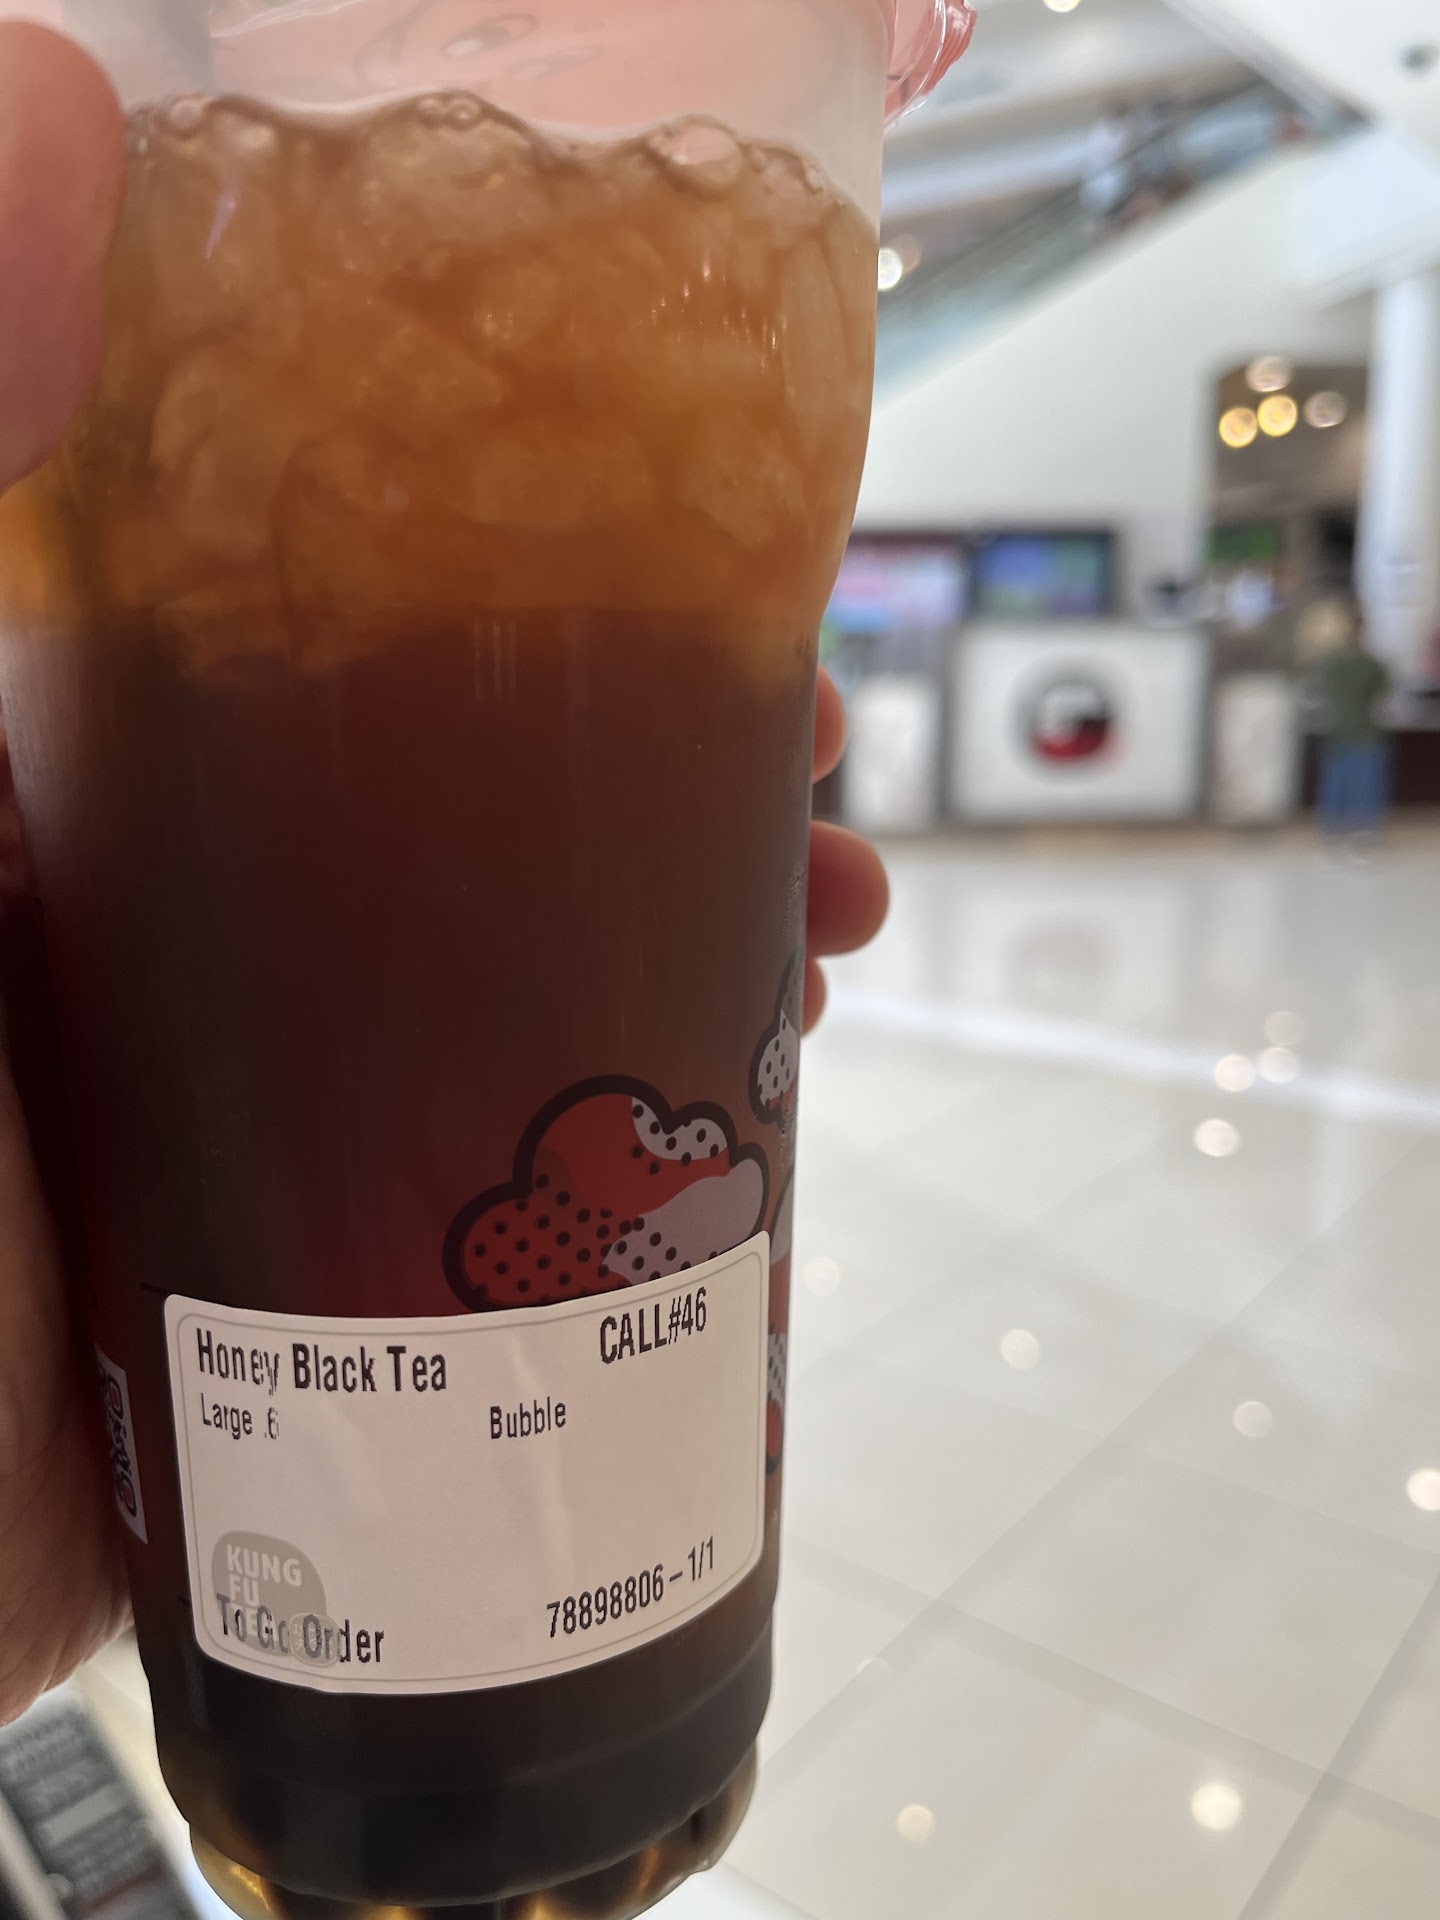 Honey Black Tea CALL#46
Large .6 Bubble
KUNG
FU
To Go Order 78898806-1/1